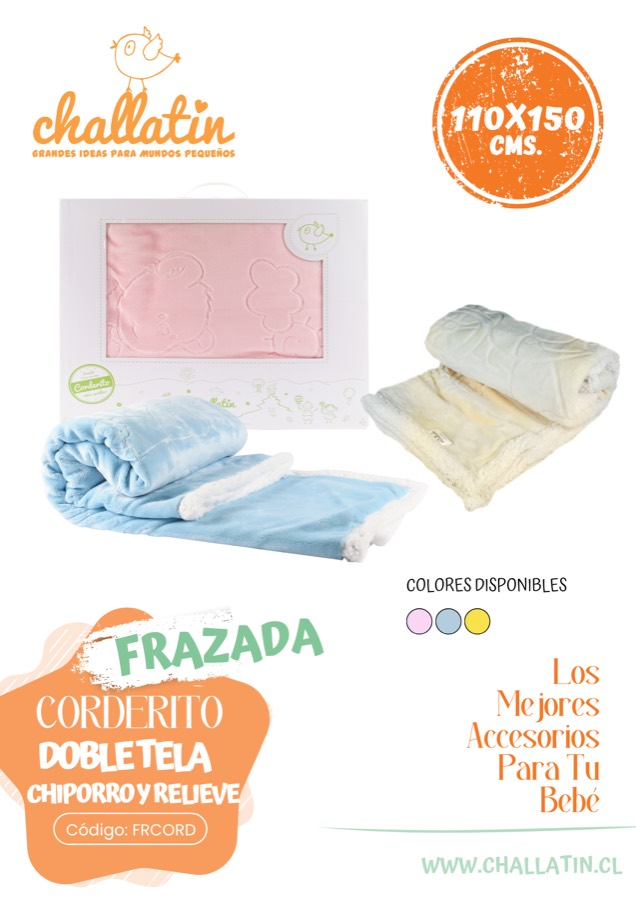 challatin
GRANDES IDEAS PARA MUNDOS PEQUEÑOS
110X150
CMS.
Corderito
challatin
COLORES DISPONIBLES
FRAZADA
CORDERITO
DOBLE TELA
CHIPORRO Y RELIEVE
Código: FRCORD
Los
Mejores
Accesorios
Para Tu
Bebé
WWW.CHALLATIN.CL